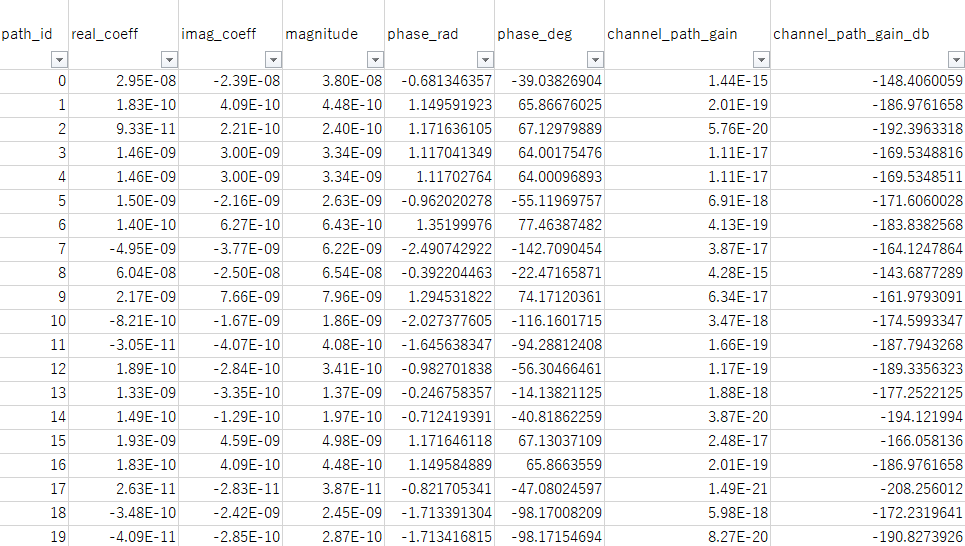 path_id real_coeff imag_coeff magnitude phase_rad phase_deg channel_path_gain channel_path_gain_db
0 2.95E-08 -2.39E-08 3.80E-08 -0.681346357 -39.03826904 1.44E-15 -148.4060059
1 1.83E-10 4.09E-10 4.48E-10 1.149591923 65.86676025 2.01E-19 -186.9761658
2 9.33E-11 2.21E-10 2.40E-10 1.171636105 67.12979889 5.76E-20 -192.3963318
3 1.46E-09 3.00E-09 3.34E-09 1.117041349 64.00175476 1.11E-17 -169.5348816
4 1.46E-09 3.00E-09 3.34E-09 1.11702764 64.00096893 1.11E-17 -169.5348511
5 1.50E-09 -2.16E-09 2.63E-09 -0.962020278 -55.11969757 6.91E-18 -171.6060028
6 1.40E-10 6.27E-10 6.43E-10 1.35199976 77.46387482 4.13E-19 -183.8382568
7 -4.95E-09 -3.77E-09 6.22E-09 -2.490742922 -142.7090454 3.87E-17 -164.1247864
8 6.04E-08 -2.50E-08 6.54E-08 -0.392204463 -22.47165871 4.28E-15 -143.6877289
9 2.17E-09 7.66E-09 7.96E-09 1.294531822 74.17120361 6.34E-17 -161.9793091
10 -8.21E-10 -1.67E-09 1.86E-09 -2.027377605 -116.1601715 3.47E-18 -174.5993347
11 -3.05E-11 -4.07E-10 4.08E-10 -1.645638347 -94.28812408 1.66E-19 -187.7943268
12 1.89E-10 -2.84E-10 3.41E-10 -0.982701838 -56.30466461 1.17E-19 -189.3356323
13 1.33E-09 -3.35E-10 1.37E-09 -0.246758357 -14.13821125 1.88E-18 -177.2522125
14 1.49E-10 -1.29E-10 1.97E-10 -0.712419391 -40.81862259 3.87E-20 -194.121994
15 1.93E-09 4.59E-09 4.98E-09 1.171646118 67.13037109 2.48E-17 -166.058136
16 1.83E-10 4.09E-10 4.48E-10 1.149584889 65.8663559 2.01E-19 -186.9761658
17 2.63E-11 -2.83E-11 3.87E-11 -0.821705341 -47.08024597 1.49E-21 -208.256012
18 -3.48E-10 -2.42E-09 2.45E-09 -1.713391304 -98.17008209 5.98E-18 -172.2319641
19 -4.09E-11 -2.85E-10 2.87E-10 -1.713416815 -98.17154694 8.27E-20 -190.8273926